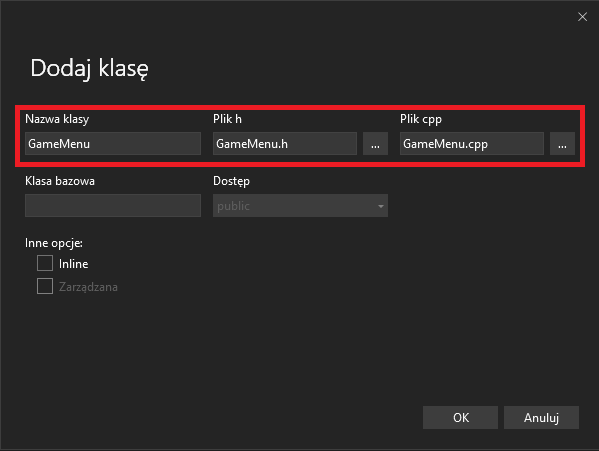 Dodaj klasę
Nazwa klasy Plik h Plik cpp
GameMenu GameMenu.h ... GameMenu.cpp ...
Klasa bazowa Dostęp
public
Inne opcje:
Inline
Zarządzana
OK Anuluj